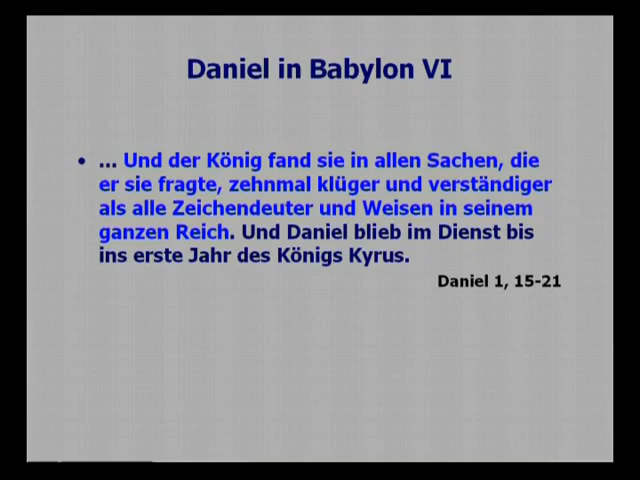 Daniel in Babylon VI
• ... Und der König fand sie in allen Sachen, die
er sie fragte, zehnmal klüger und verständiger
als alle Zeichendeuter und Weisen in seinem
ganzen Reich. Und Daniel blieb im Dienst bis
ins erste Jahr des Königs Kyrus.
Daniel 1, 15-21